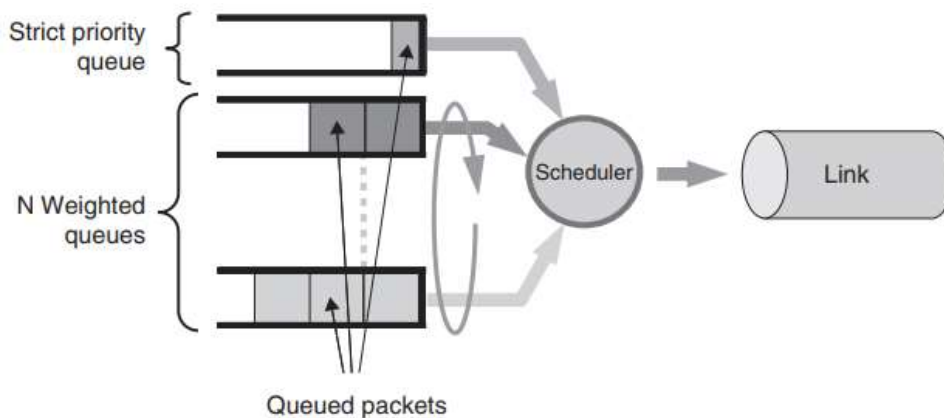 Strict priority
queue
N Weighted
queues
Scheduler
Link
Queued packets